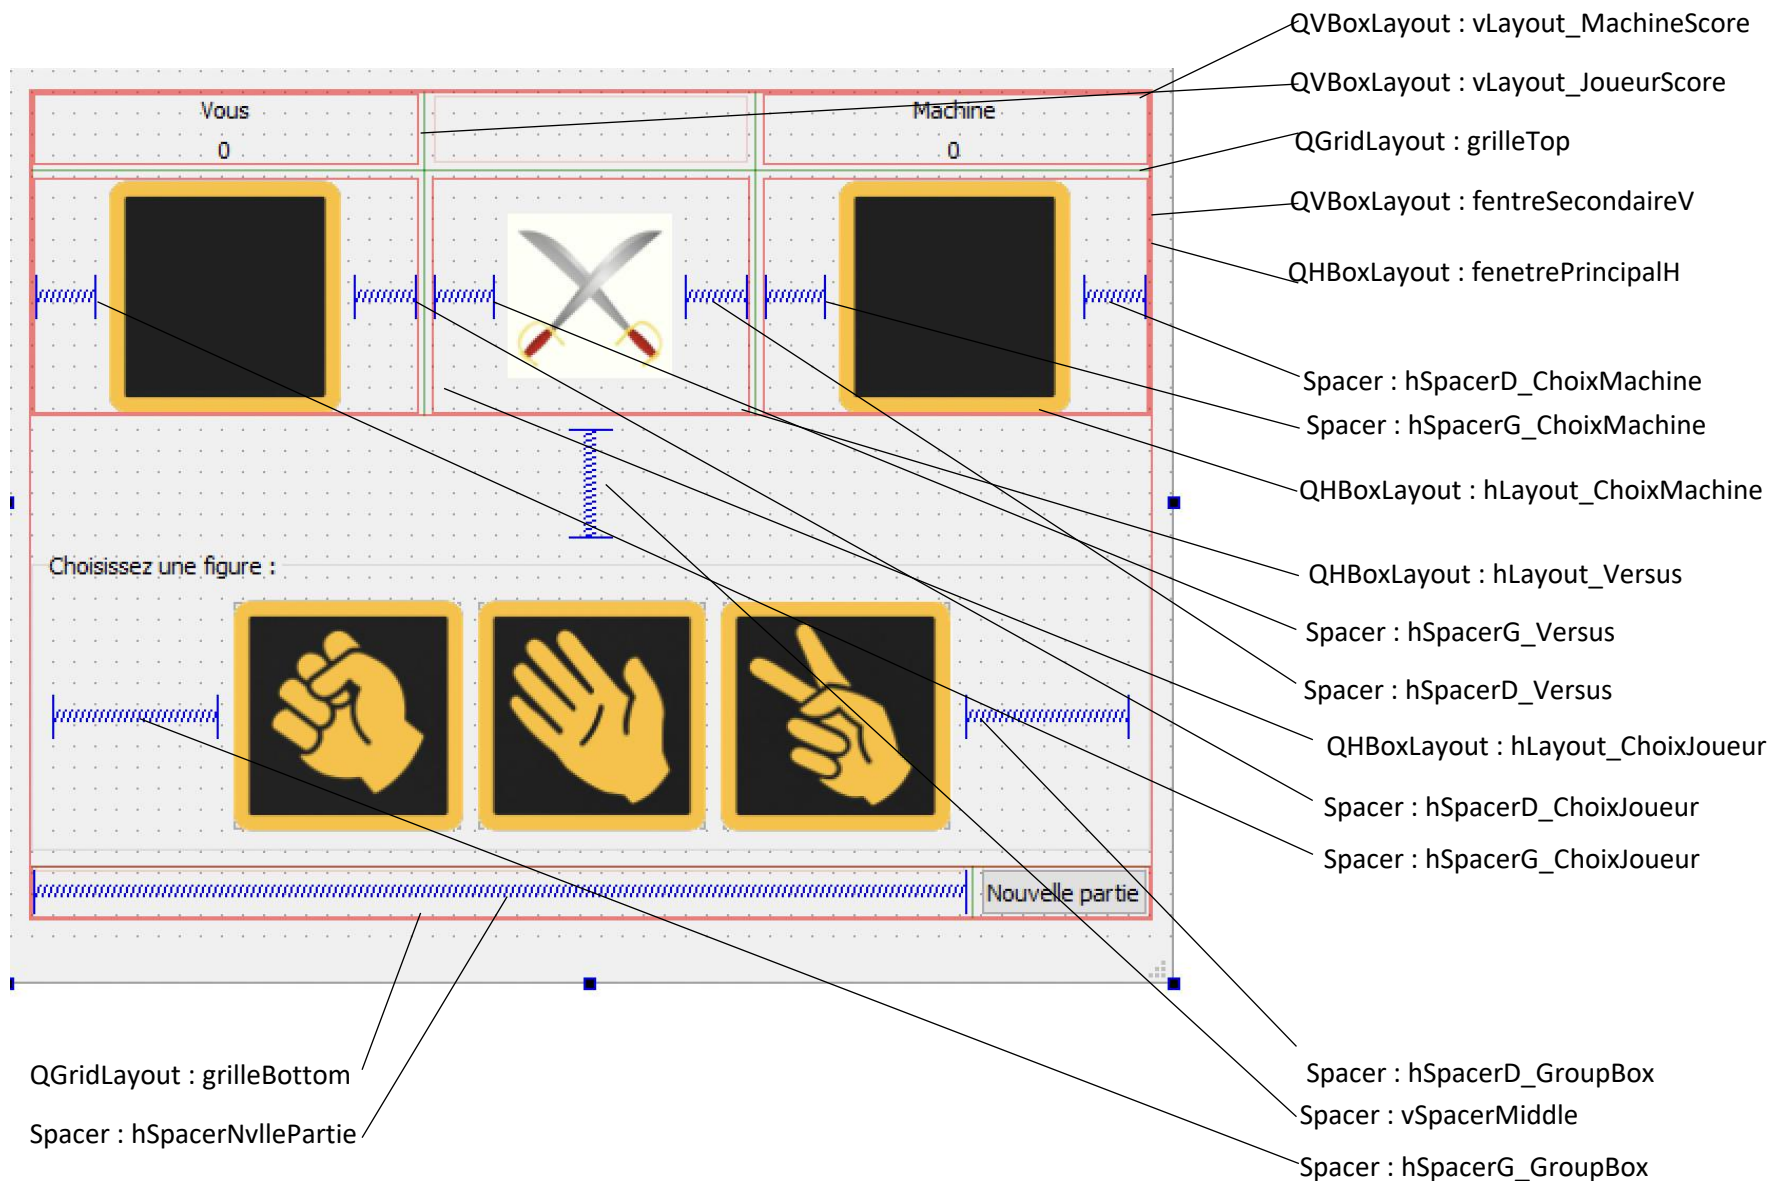 QVBoxLayout : vLayout_MachineScore
QVBoxLayout : vLayout_JoueurScore
Vous
Machine
0
0
QGridLayout : grilleTop
QVBoxLayout : fentreSecondaireV
QHBoxLayout : fenetrePrincipalH
Spacer : hSpacerD_ChoixMachine
Spacer : hSpacerG_ChoixMachine
QHBoxLayout : hLayout_ChoixMachine
Choisissez une figure :
QHBoxLayout : hLayout_Versus
Spacer : hSpacerG_Versus
Spacer : hSpacerD_Versus
QHBoxLayout : hLayout_ChoixJoueur
Spacer : hSpacerD_ChoixJoueur
Spacer : hSpacerG_ChoixJoueur
Nouvelle partie
QGridLayout : grilleBottom
Spacer : hSpacerNvllePartie
Spacer : hSpacerD_GroupBox
Spacer : vSpacerMiddle
Spacer : hSpacerG_GroupBox